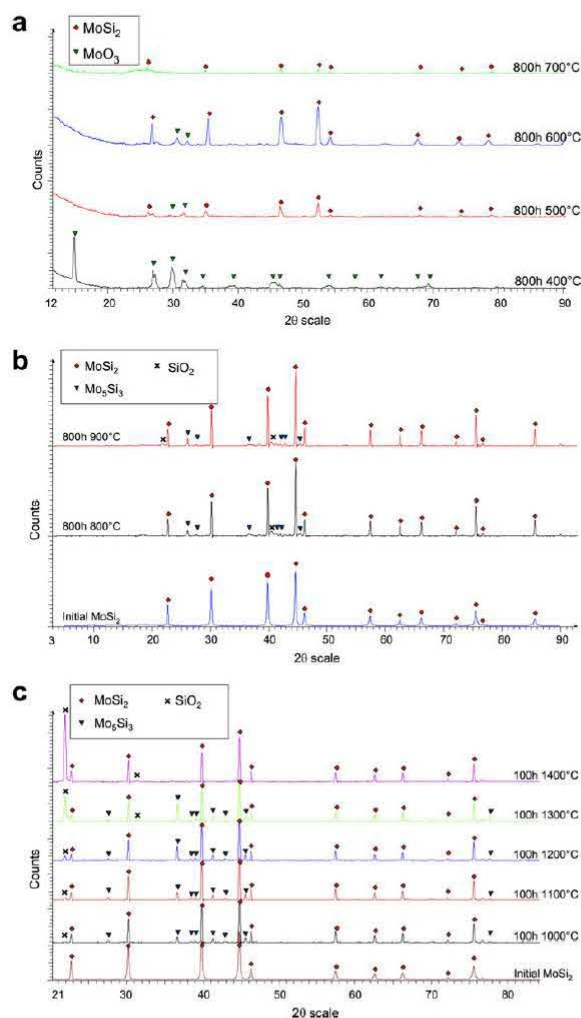 a
MoSi2
MoO3
800h 700°C
800h 600°C
800h 500°C
800h 400°C
Counts
12 20 30 40 50 60 70 80 90
2θ scale
b
MoSi2 SiO2
Mo5Si3
800h 900°C
800h 800°C
Initial MoSi2
Counts
3 10 20 30 40 50 60 70 80 90
2θ scale
c
MoSi2 SiO2
Mo5Si3
100h 1400°C
100h 1300°C
100h 1200°C
100h 1100°C
100h 1000°C
Initial MoSi2
Counts
21 30 40 50 60 70 80
2θ scale